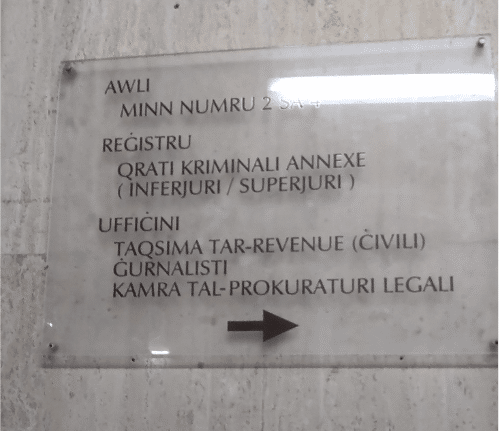 AWLI
MINN NUMRU 2 SA 4
REĠISTRU
QRATI KRIMINALI ANNEXE
( INFERJURI / SUPERJURI )
UFFIĊINI
TAQSIMA TAR-REVENUE (ĊIVILI)
ĠURNALISTI
KAMRA TAL-PROKURATURI LEGALI